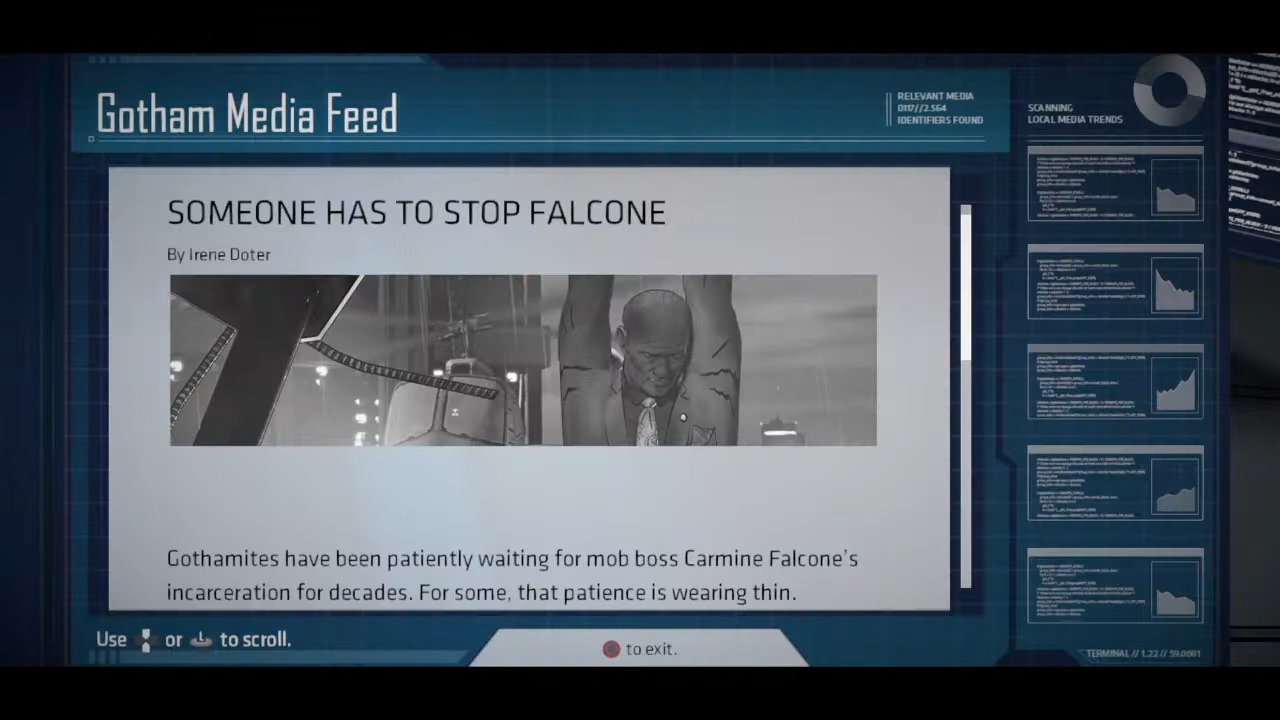 Gotham Media Feed
RELEVANT MEDIA
0117//2.564
IDENTIFIERS FOUND
SCANNING
LOCAL MEDIA TRENDS
SOMEONE HAS TO STOP FALCONE
By Irene Doter
Gothamites have been patiently waiting for mob boss Carmine Falcone's
incarceration for decades. For some, that patience is wearing thin.
Use or to scroll.
to exit.
TERMINAL // 1.22 // 59.0681